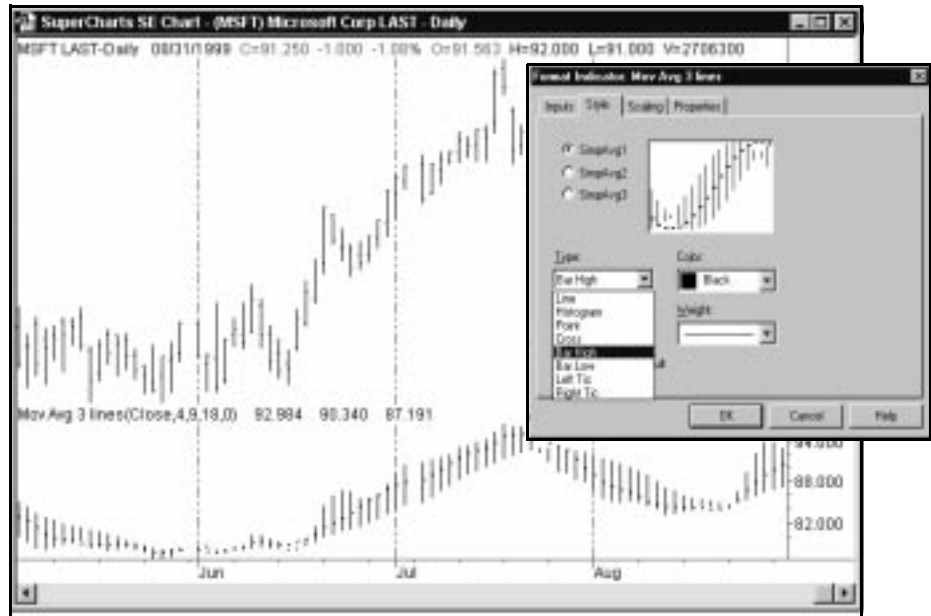 SuperCharts SE Chart - (MSFT) Microsoft Corp LAST - Daily
MSFT LAST-Daily 08/31/1999 C=91.250 -1.000 -1.08% O=91.563 H=92.000 L=91.000 V=2706300
Format Indicator: Mov Avg 3 lines
Inputs Style Scaling Properties
SimpAvg1
SimpAvg2
SimpAvg3
Type: Color:
Bar High Black
Line
Histogram
Weight:
Point
Cross
Bar High
Bar Low
Left Tic
Right Tic
OK Cancel Help
Mov Avg 3 lines(Close,4,9,18,0) 92.984 90.340 87.191
94.000
88.000
82.000
Jun Jul Aug